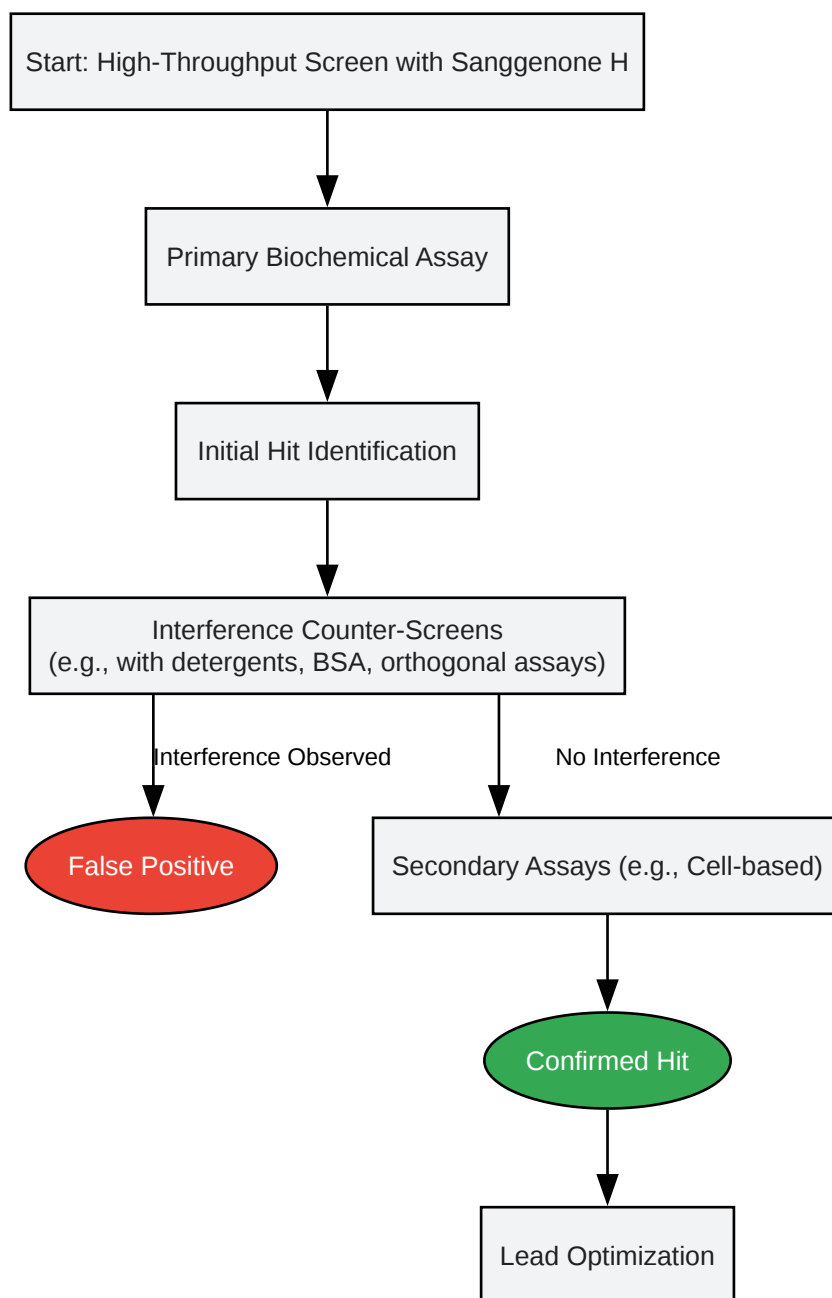 Start: High-Throughput Screen with Sanggenone H
Primary Biochemical Assay
Initial Hit Identification
Interference Counter-Screens
(e.g., with detergents, BSA, orthogonal assays)
Interference Observed
No Interference
False Positive
Secondary Assays (e.g., Cell-based)
Confirmed Hit
Lead Optimization